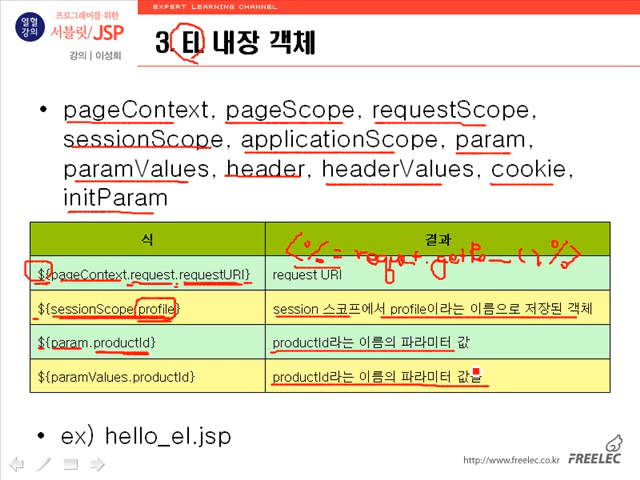 EXPERT LEARNING CHANNEL
열혈강의
프로그래머를 위한
서블릿/JSP
강의 | 이성희
3. EL 내장 객체
• pageContext, pageScope, requestScope,
sessionScope, applicationScope, param,
paramValues, header, headerValues, cookie,
initParam
식 결과
<%= request.getP ( ) %>
${pageContext.request.requestURI} request URI
${sessionScope.profile} session 스코프에서 profile이라는 이름으로 저장된 객체
${param.productId} productId라는 이름의 파라미터 값
${paramValues.productId} productId라는 이름의 파라미터 값들
• ex) hello_el.jsp
http://www.freelec.co.kr FREELEC